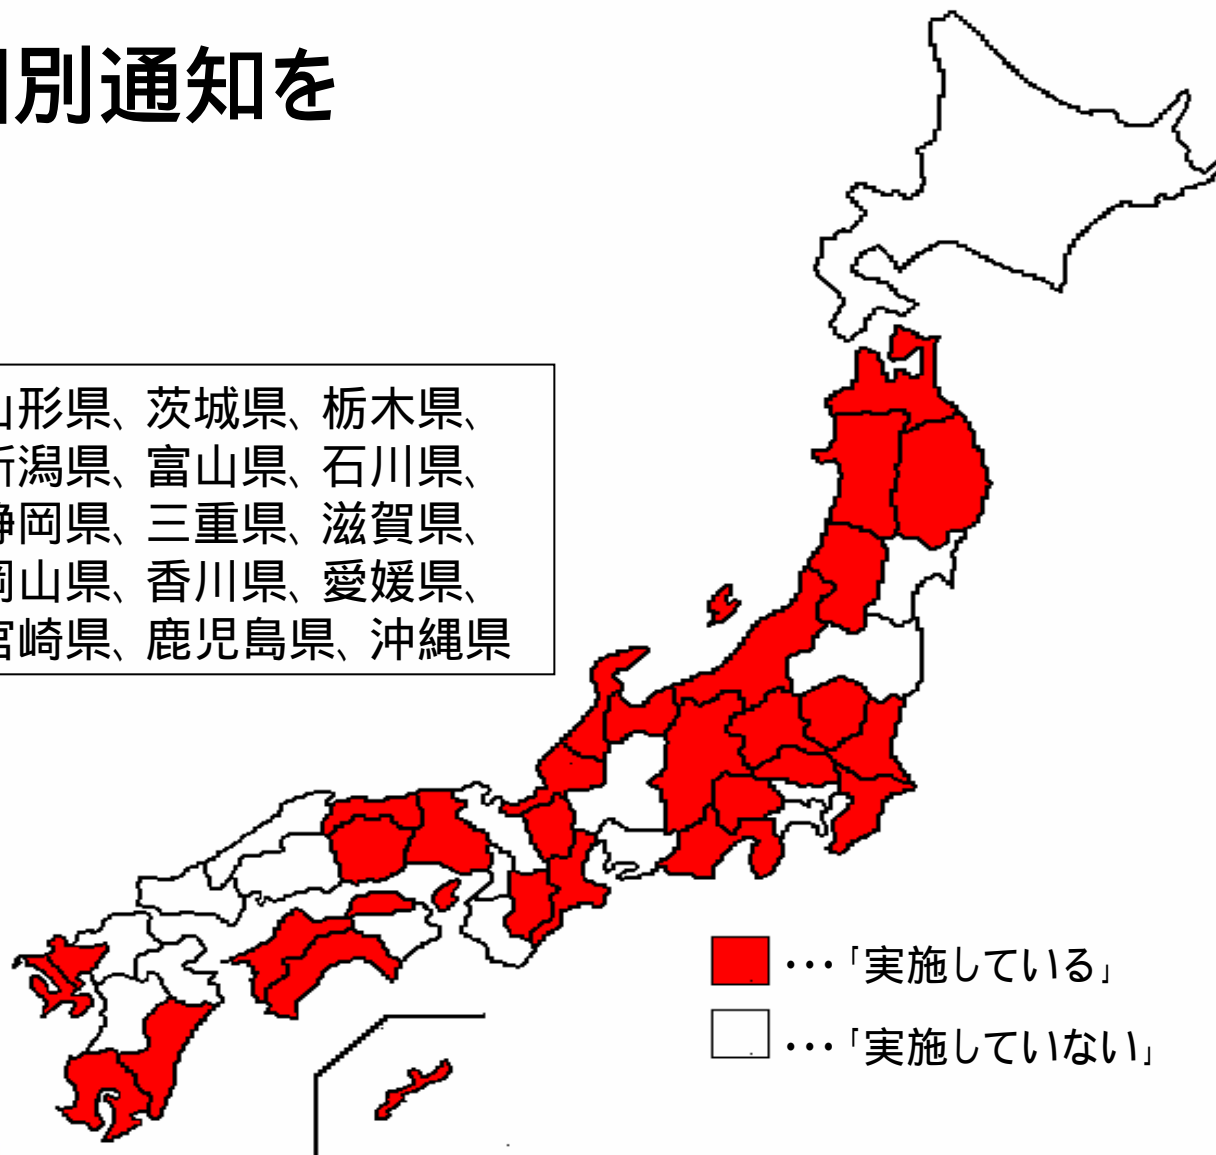 別通知を
形県、茨城県、栃木県、
潟県、富山県、石川県、
岡県、三重県、滋賀県、
山県、香川県、愛媛県、
崎県、鹿児島県、沖縄県
・・・「実施している」
・・・「実施していない」